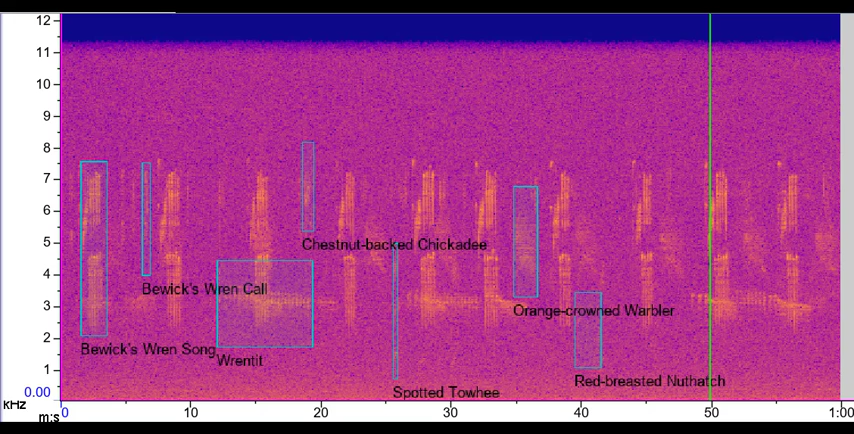 12
11
10
9
8
7
6
5
Chestnut-backed Chickadee
4
Bewick's Wren Call
3
Orange-crowned Warbler
2
Bewick's Wren Song
Wrentit
1
Red-breasted Nuthatch
0.00
Spotted Towhee
kHz
m:s
0 10 20 30 40 50 1:00